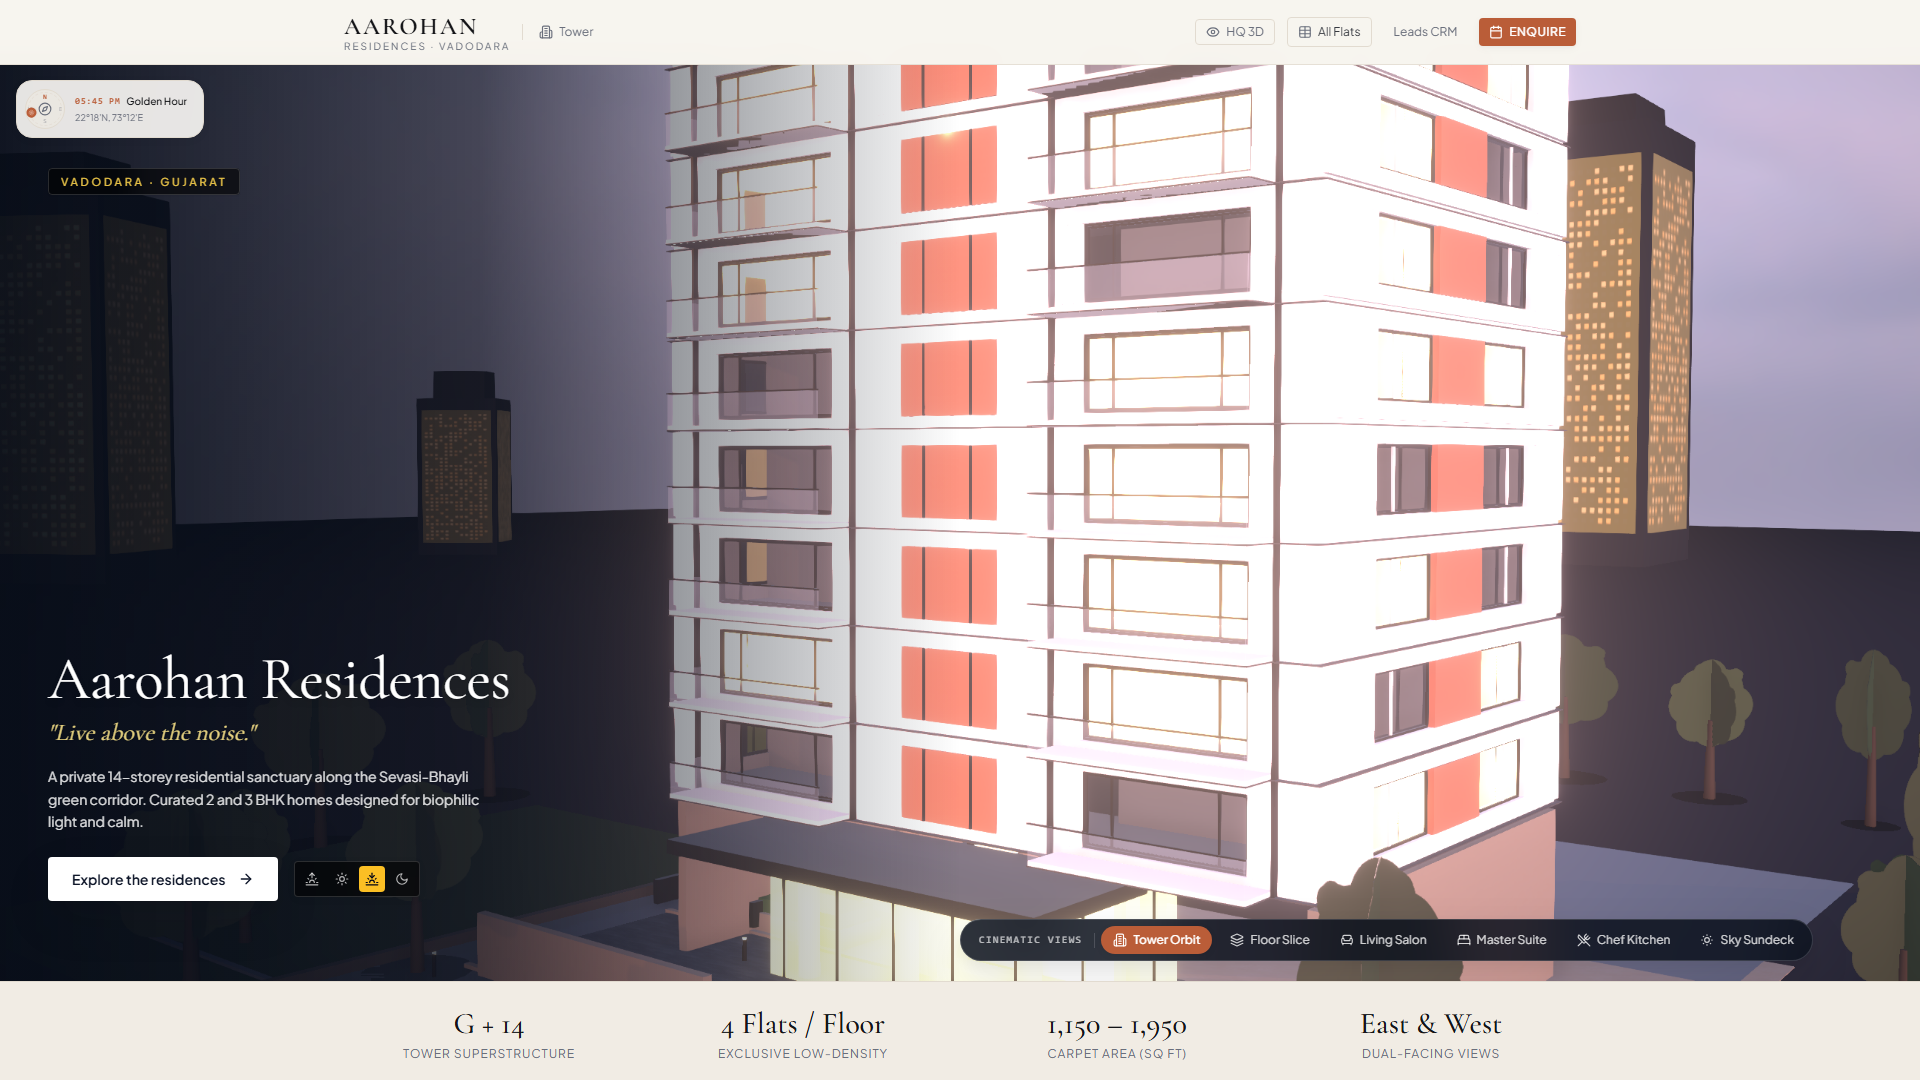 AAROHAN
RESIDENCES · VADODARA
Tower
HQ 3D
All Flats
Leads CRM
ENQUIRE
N
05:45 PM Golden Hour
22°18'N, 73°12'E
VADODARA · GUJARAT
Aarohan Residences
"Live above the noise."
A private 14-storey residential sanctuary along the Sevasi-Bhayli
green corridor. Curated 2 and 3 BHK homes designed for biophilic
light and calm.
Explore the residences
CINEMATIC VIEWS
Tower Orbit
Floor Slice
Living Salon
Master Suite
Chef Kitchen
Sky Sundeck
G + 14
TOWER SUPERSTRUCTURE
4 Flats / Floor
EXCLUSIVE LOW-DENSITY
1,150 – 1,950
CARPET AREA (SQ FT)
East & West
DUAL-FACING VIEWS